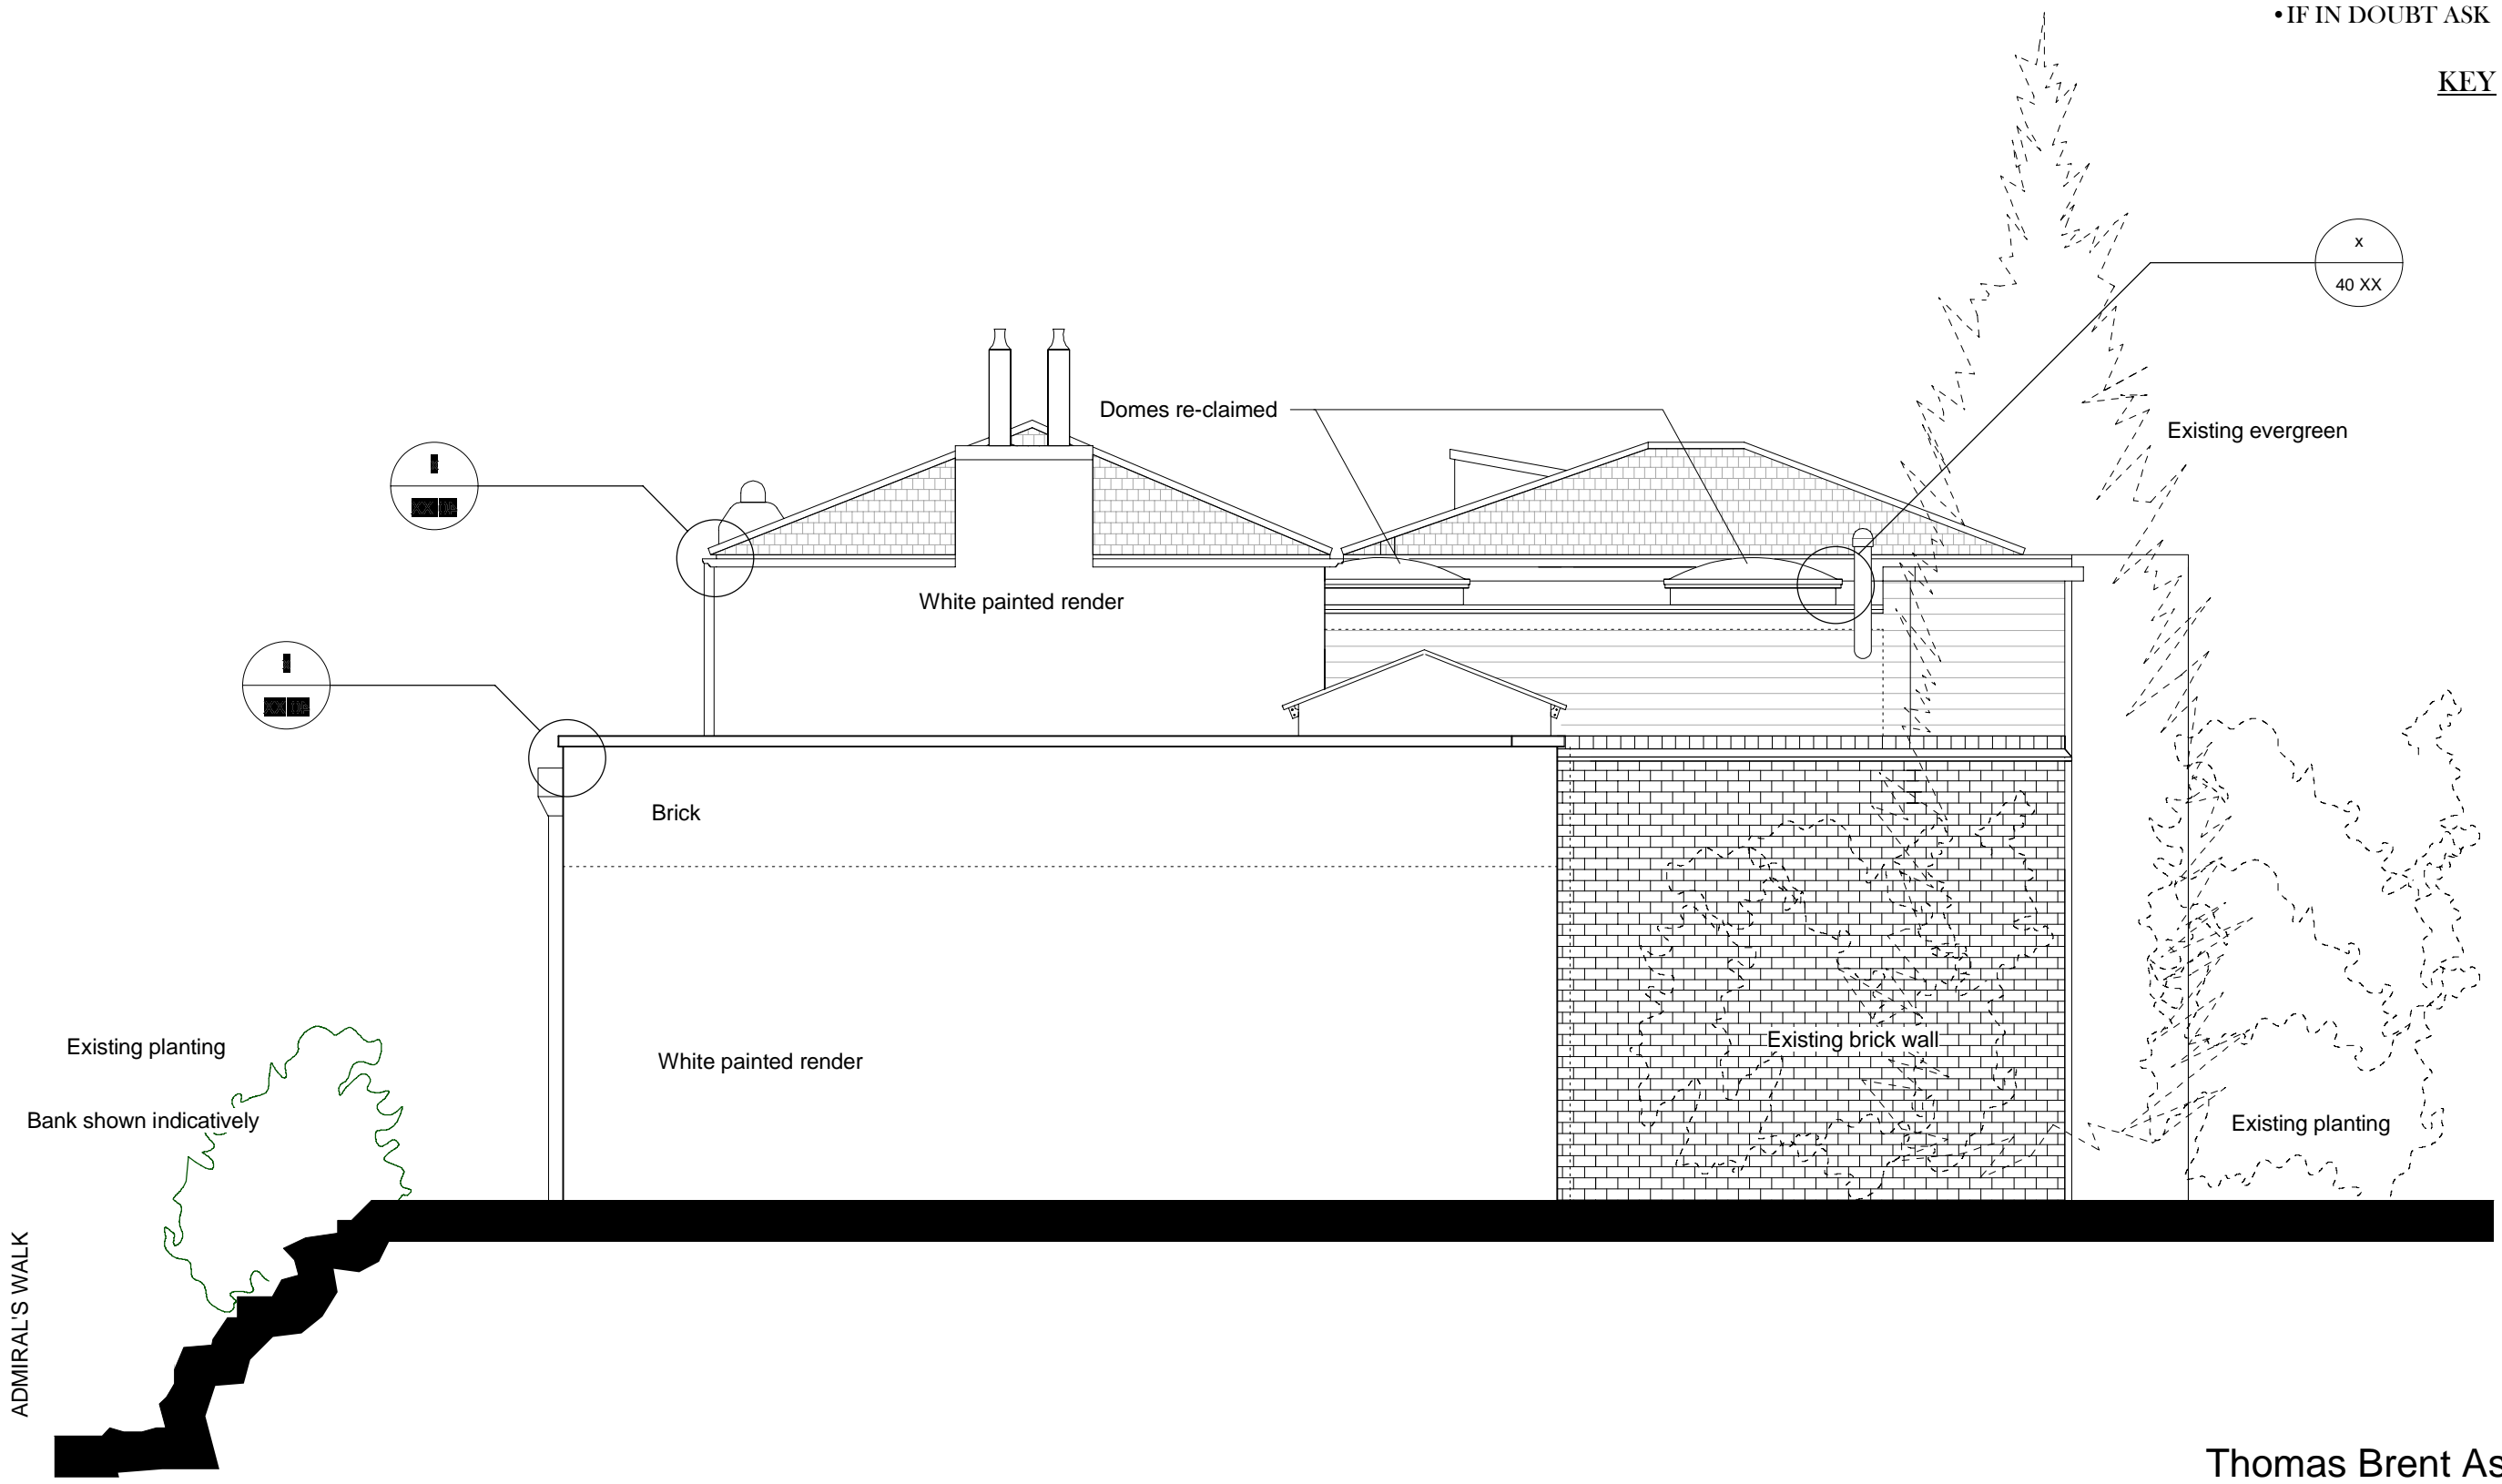 •IF IN DOUBT ASK
KEY
x
40 XX
Domes re-claimed
Existing evergreen
White painted render
Brick
Existing planting
Existing brick wall
White painted render
Bank shown indicatively
Existing planting
ADMIRAL'S WALK
Thomas Brent As